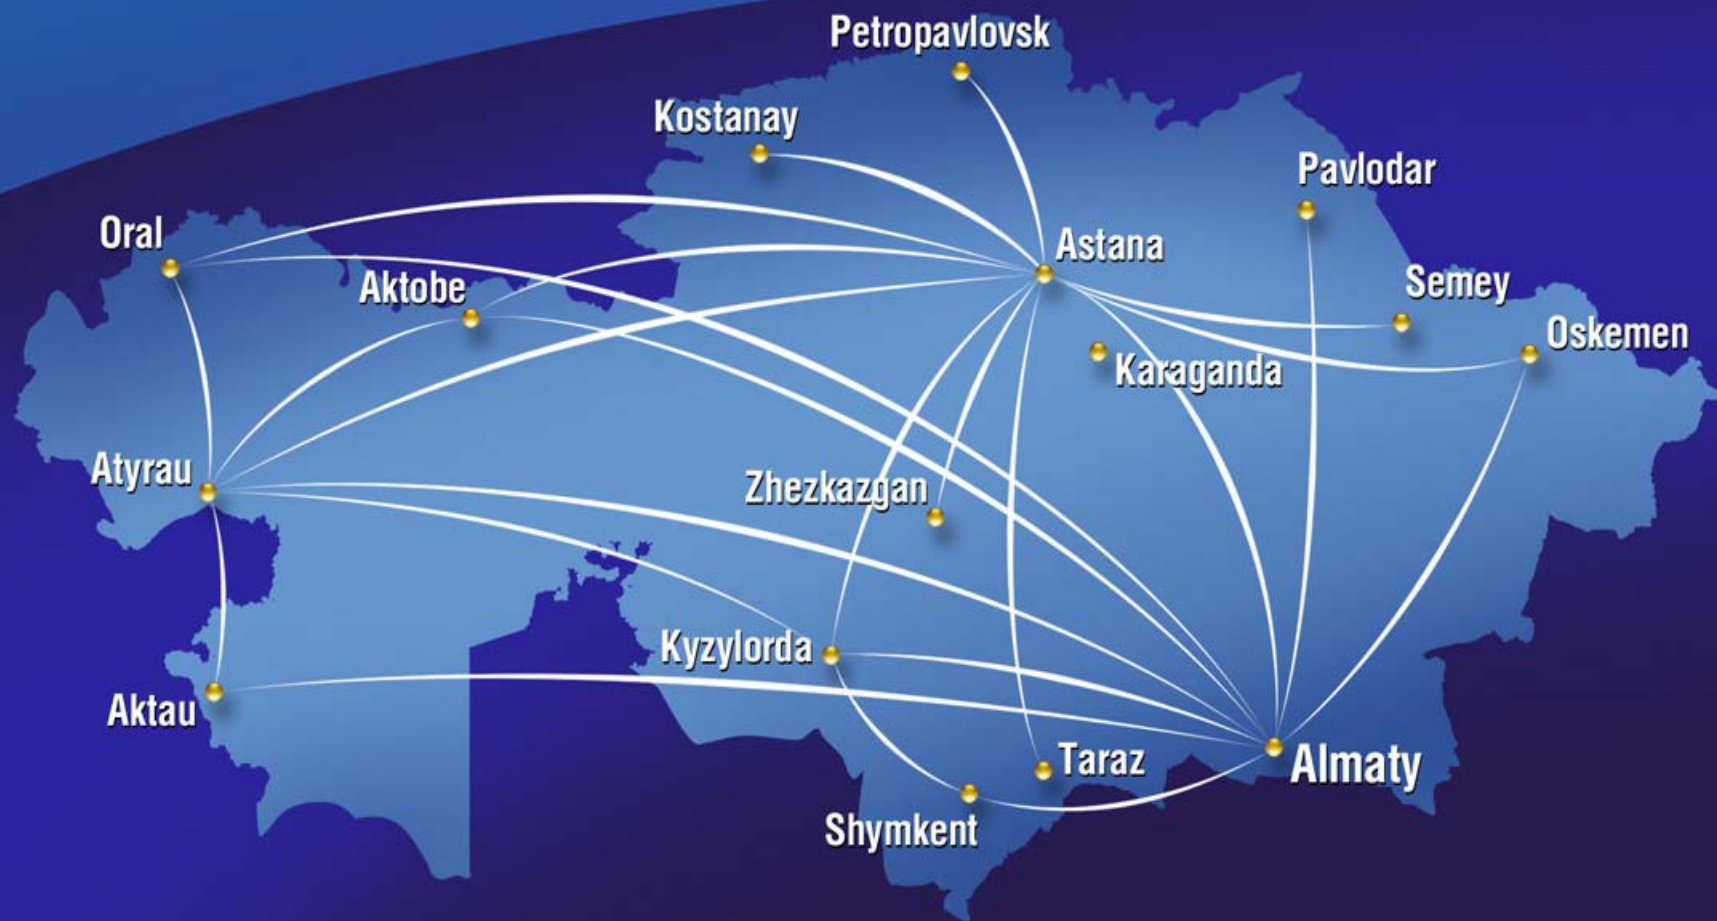 Petropavlovsk
Kostanay
Pavlodar
Oral
Astana
Aktobe
Semey
Oskemen
Karaganda
Atyrau
Zhezkazgan
Kyzylorda
Aktau
Taraz
Almaty
Shymkent